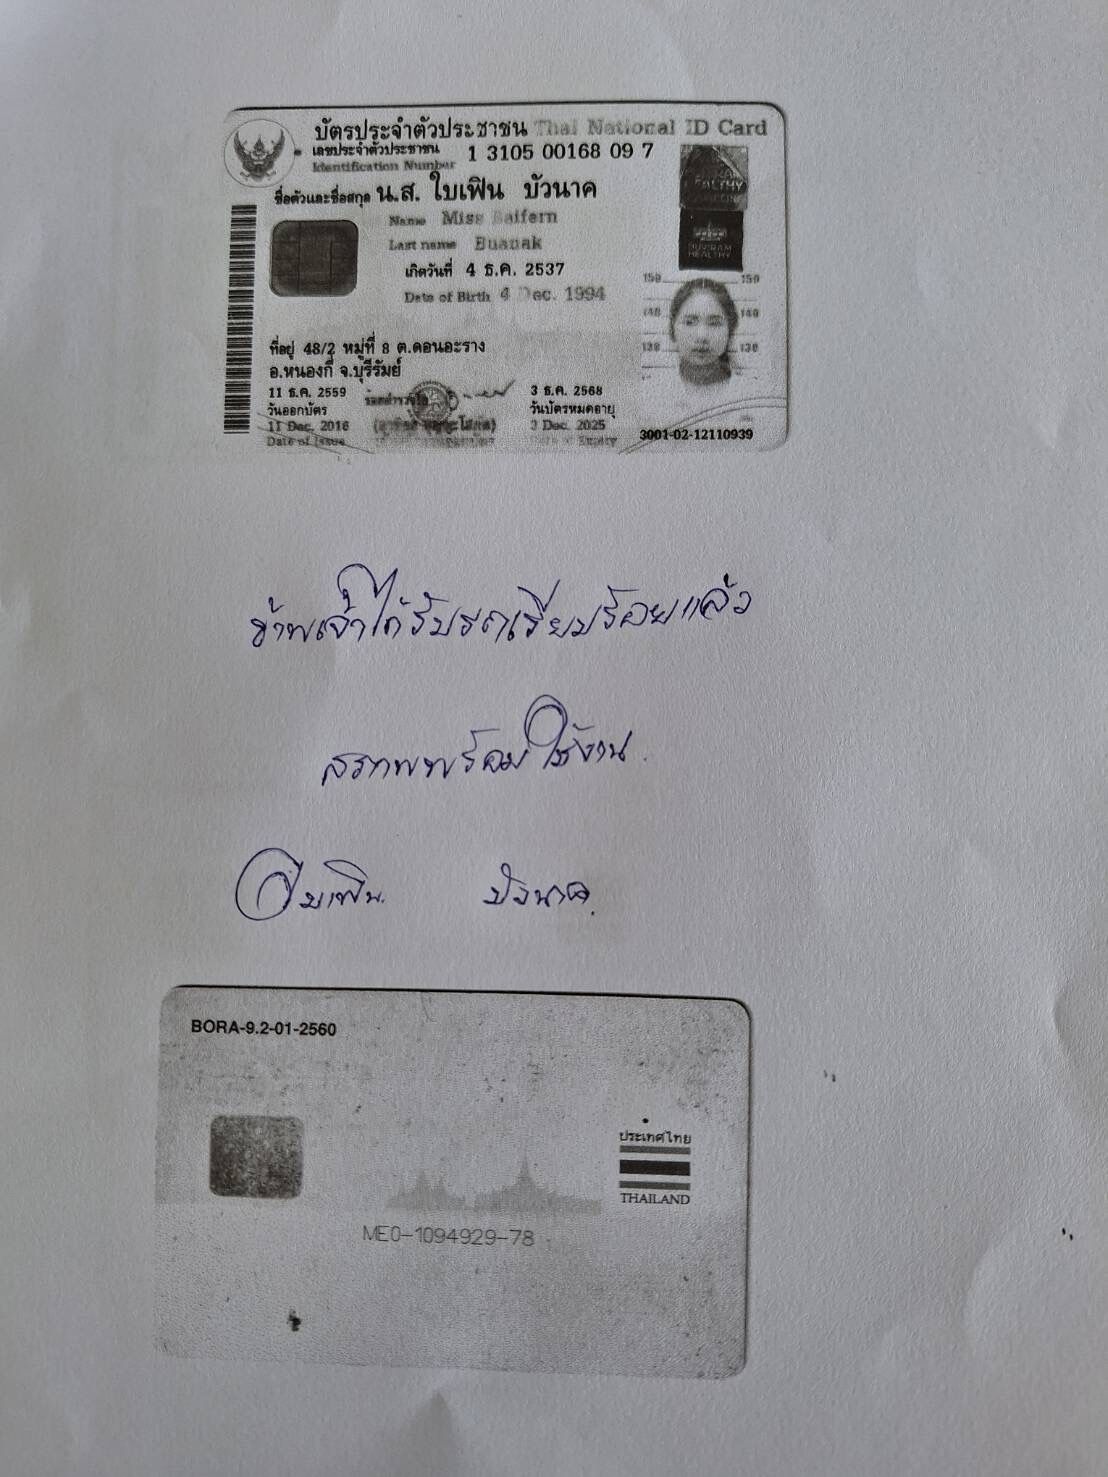 บัตรประจำตัวประชาชน Thai National ID Card
เลขประจำตัวประชาชน 1 3105 00168 09 7
Identification Number
ชื่อตัวและชื่อสกุล น.ส. ใบเฟิน บัวนาค
Name Miss Baifern
Last name Buanak
เกิดวันที่ 4 ธ.ค. 2537
Date of Birth 4 Dec. 1994
ที่อยู่ 48/2 หมู่ที่ 8 ต.ดอนอะราง
อ.หนองกี่ จ.บุรีรัมย์
11 ธ.ค. 2559
วันออกบัตร
11 Dec. 2016
Date of Issue
3 ธ.ค. 2568
วันบัตรหมดอายุ
3 Dec. 2025
Date of Expiry
HEALTHY
BURIRAM
HEALTHY
150 150
140 140
130 130
3001-02-12110939
ข้าพเจ้าได้รับรถเรียบร้อยแล้ว
สภาพพร้อมใช้งาน
ใบเฟิน บัวนาค
BORA-9.2-01-2560
ประเทศไทย
THAILAND
ME0-1094929-78